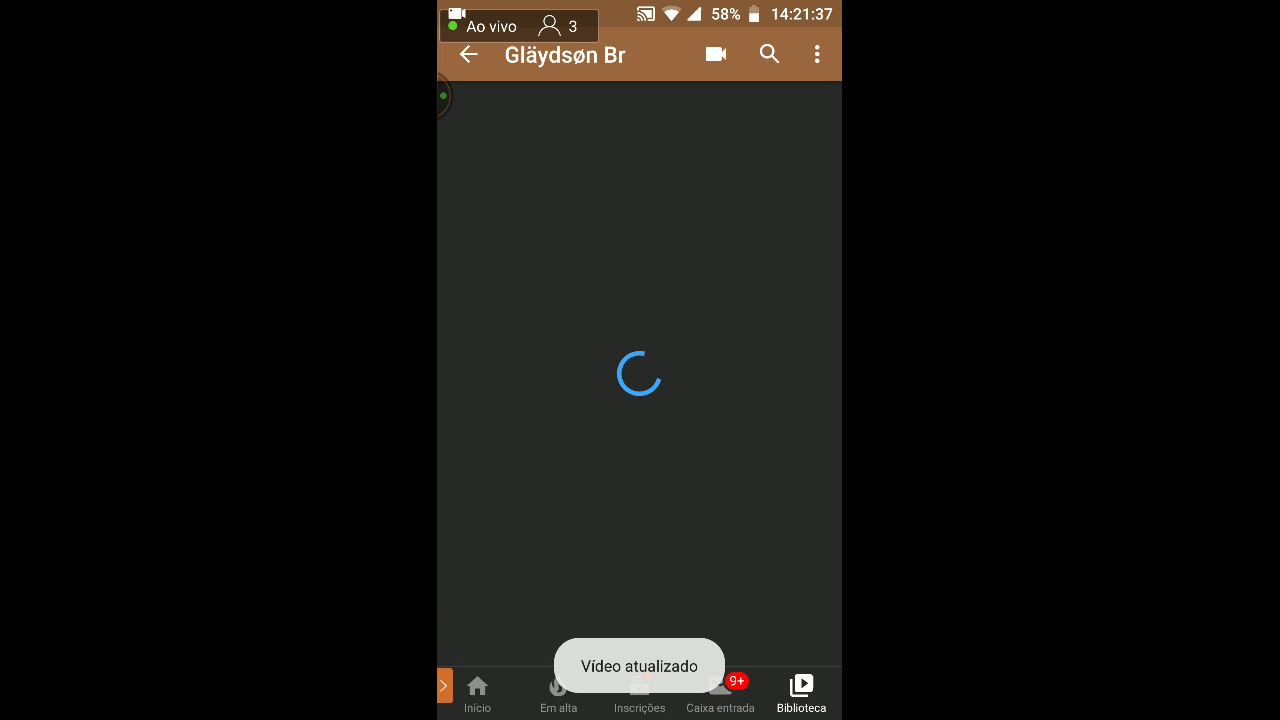 Ao vivo 3
58% 14:21:37
Gläydsøn Br
Vídeo atualizado
9+
Início Em alta Inscrições Caixa entrada Biblioteca